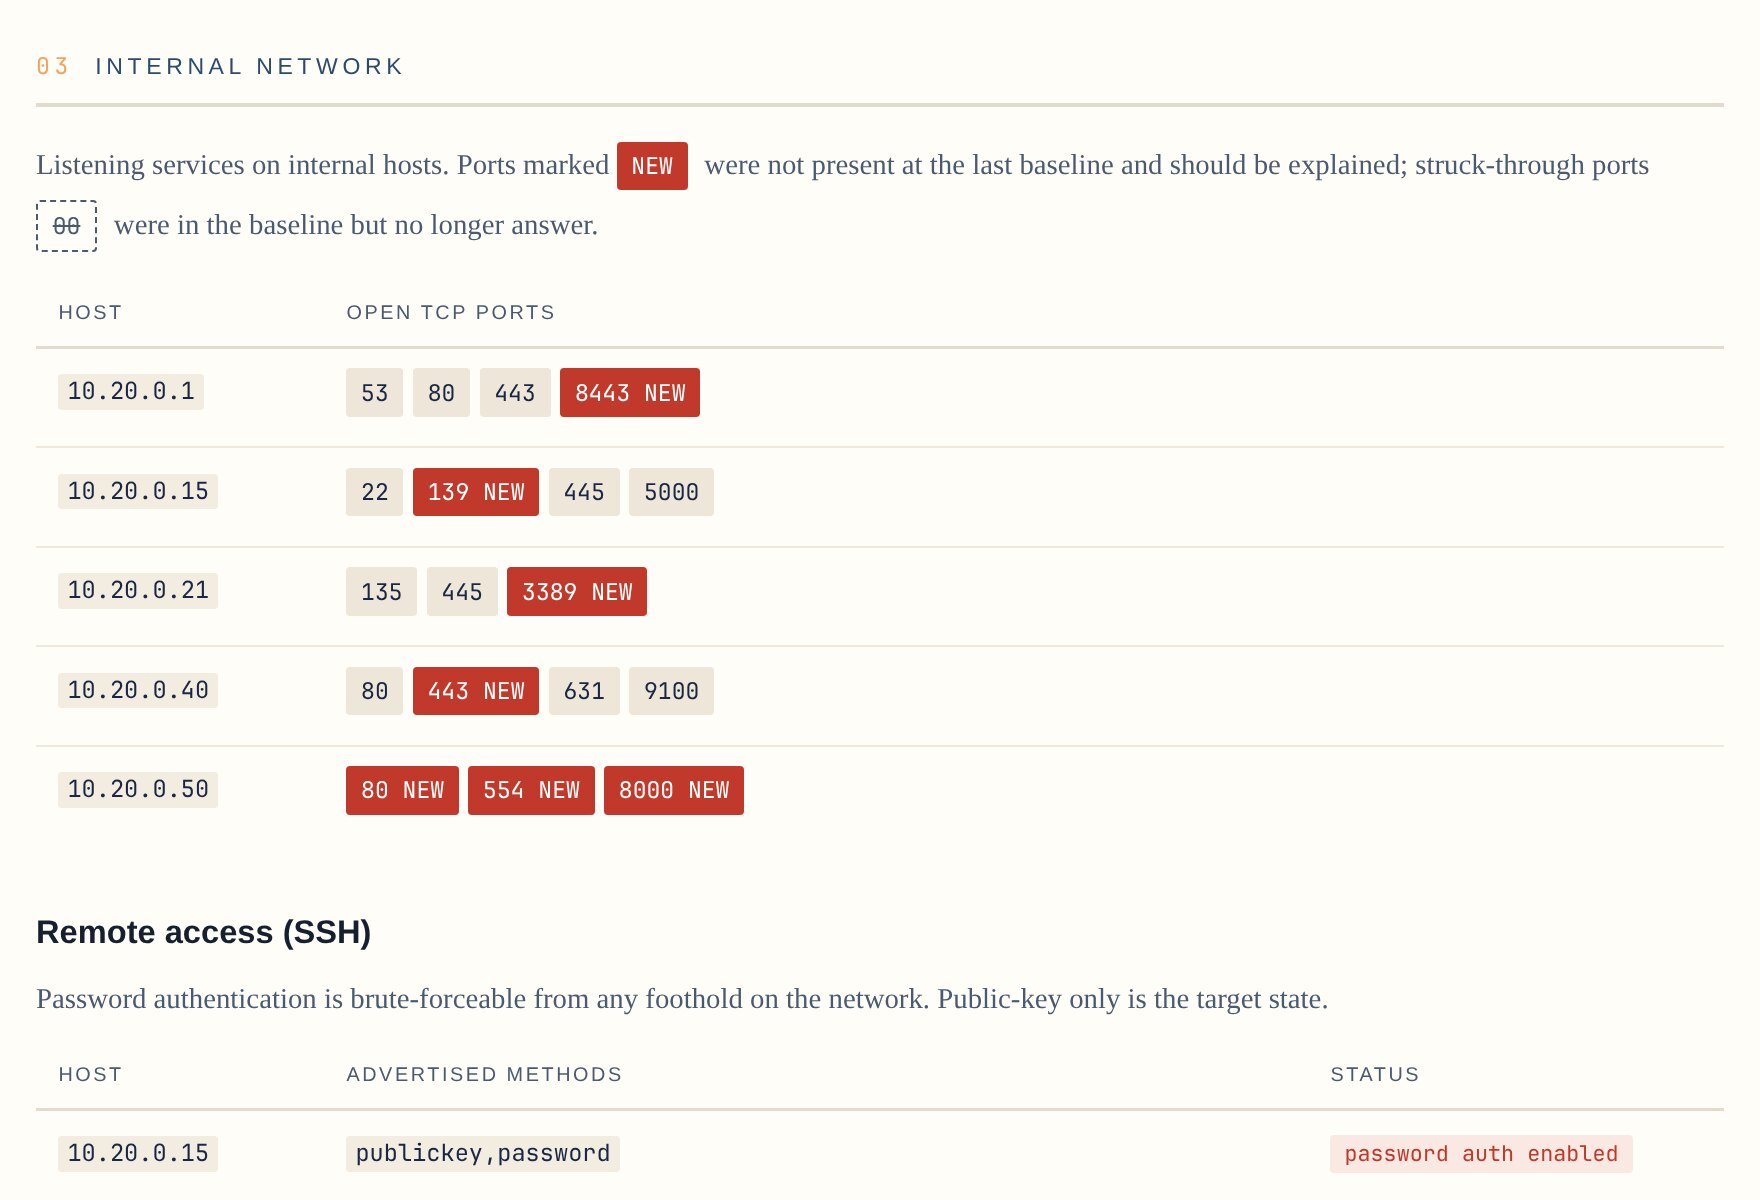 03 INTERNAL NETWORK
Listening services on internal hosts. Ports marked NEW were not present at the last baseline and should be explained; struck-through ports
00 were in the baseline but no longer answer.
HOST OPEN TCP PORTS
10.20.0.1 53 80 443 8443 NEW
10.20.0.15 22 139 NEW 445 5000
10.20.0.21 135 445 3389 NEW
10.20.0.40 80 443 NEW 631 9100
10.20.0.50 80 NEW 554 NEW 8000 NEW
Remote access (SSH)
Password authentication is brute-forceable from any foothold on the network. Public-key only is the target state.
HOST ADVERTISED METHODS STATUS
10.20.0.15 publickey,password password auth enabled